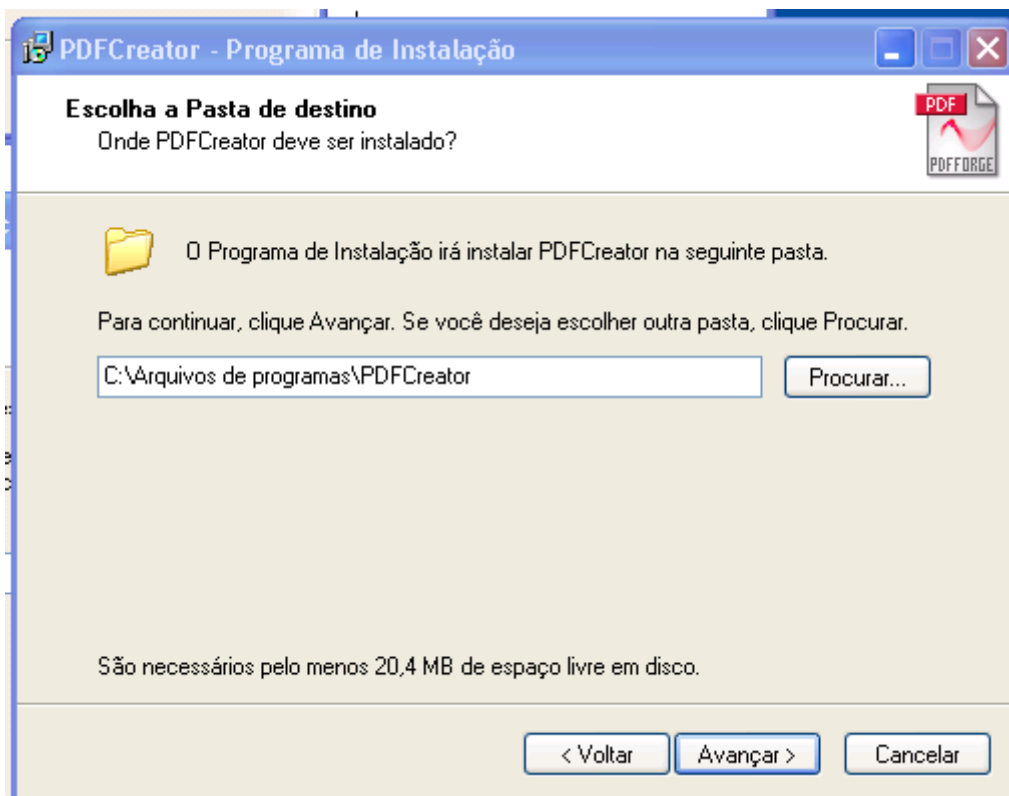 PDFCreator - Programa de Instalação
Escolha a Pasta de destino
Onde PDFCreator deve ser instalado?
PDF
PDFFORGE
O Programa de Instalação irá instalar PDFCreator na seguinte pasta.
Para continuar, clique Avançar. Se você deseja escolher outra pasta, clique Procurar.
C:\Arquivos de programas\PDFCreator
Procurar...
São necessários pelo menos 20,4 MB de espaço livre em disco.
< Voltar
Avançar >
Cancelar